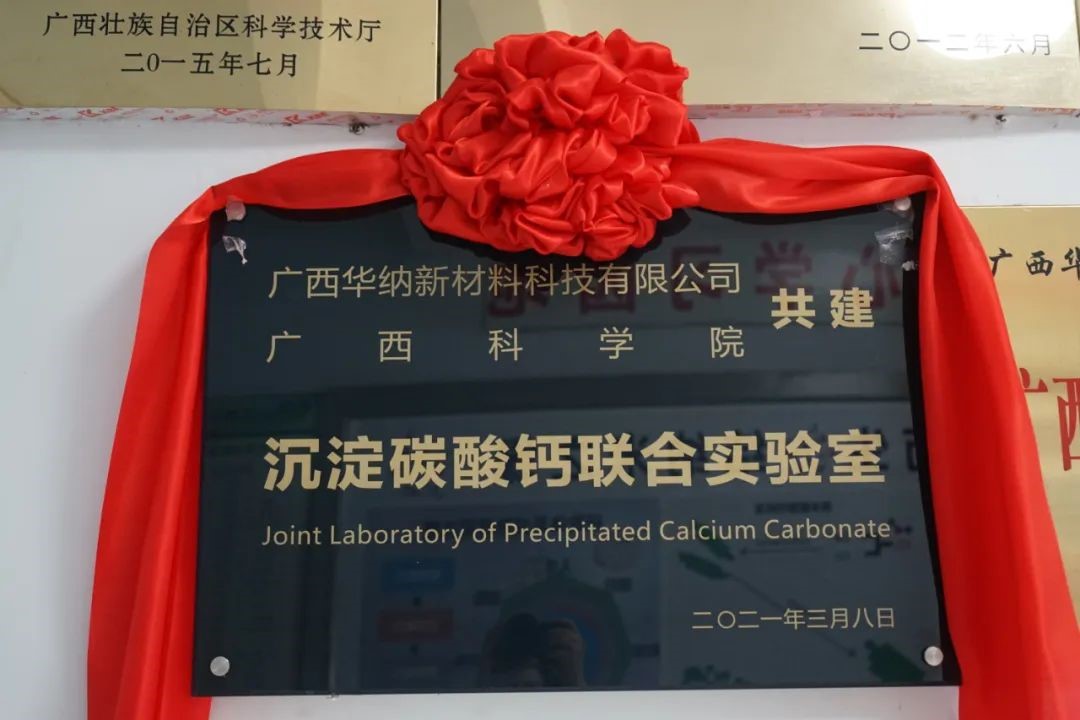 广西壮族自治区科学技术厅
二〇一五年七月
二〇一二年六月
广西华纳新材料科技有限公司
广西科学院
共建
沉淀碳酸钙联合实验室
Joint Laboratory of Precipitated Calcium Carbonate
二〇二一年三月八日
广西华